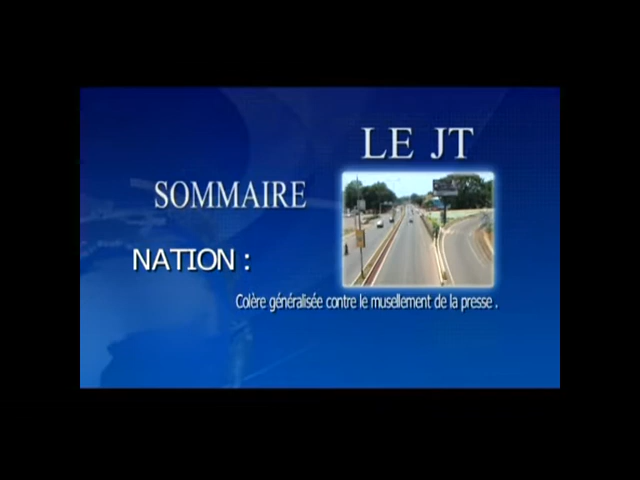 LE JT
SOMMAIRE
NATION :
Colère généralisée contre le musellement de la presse .